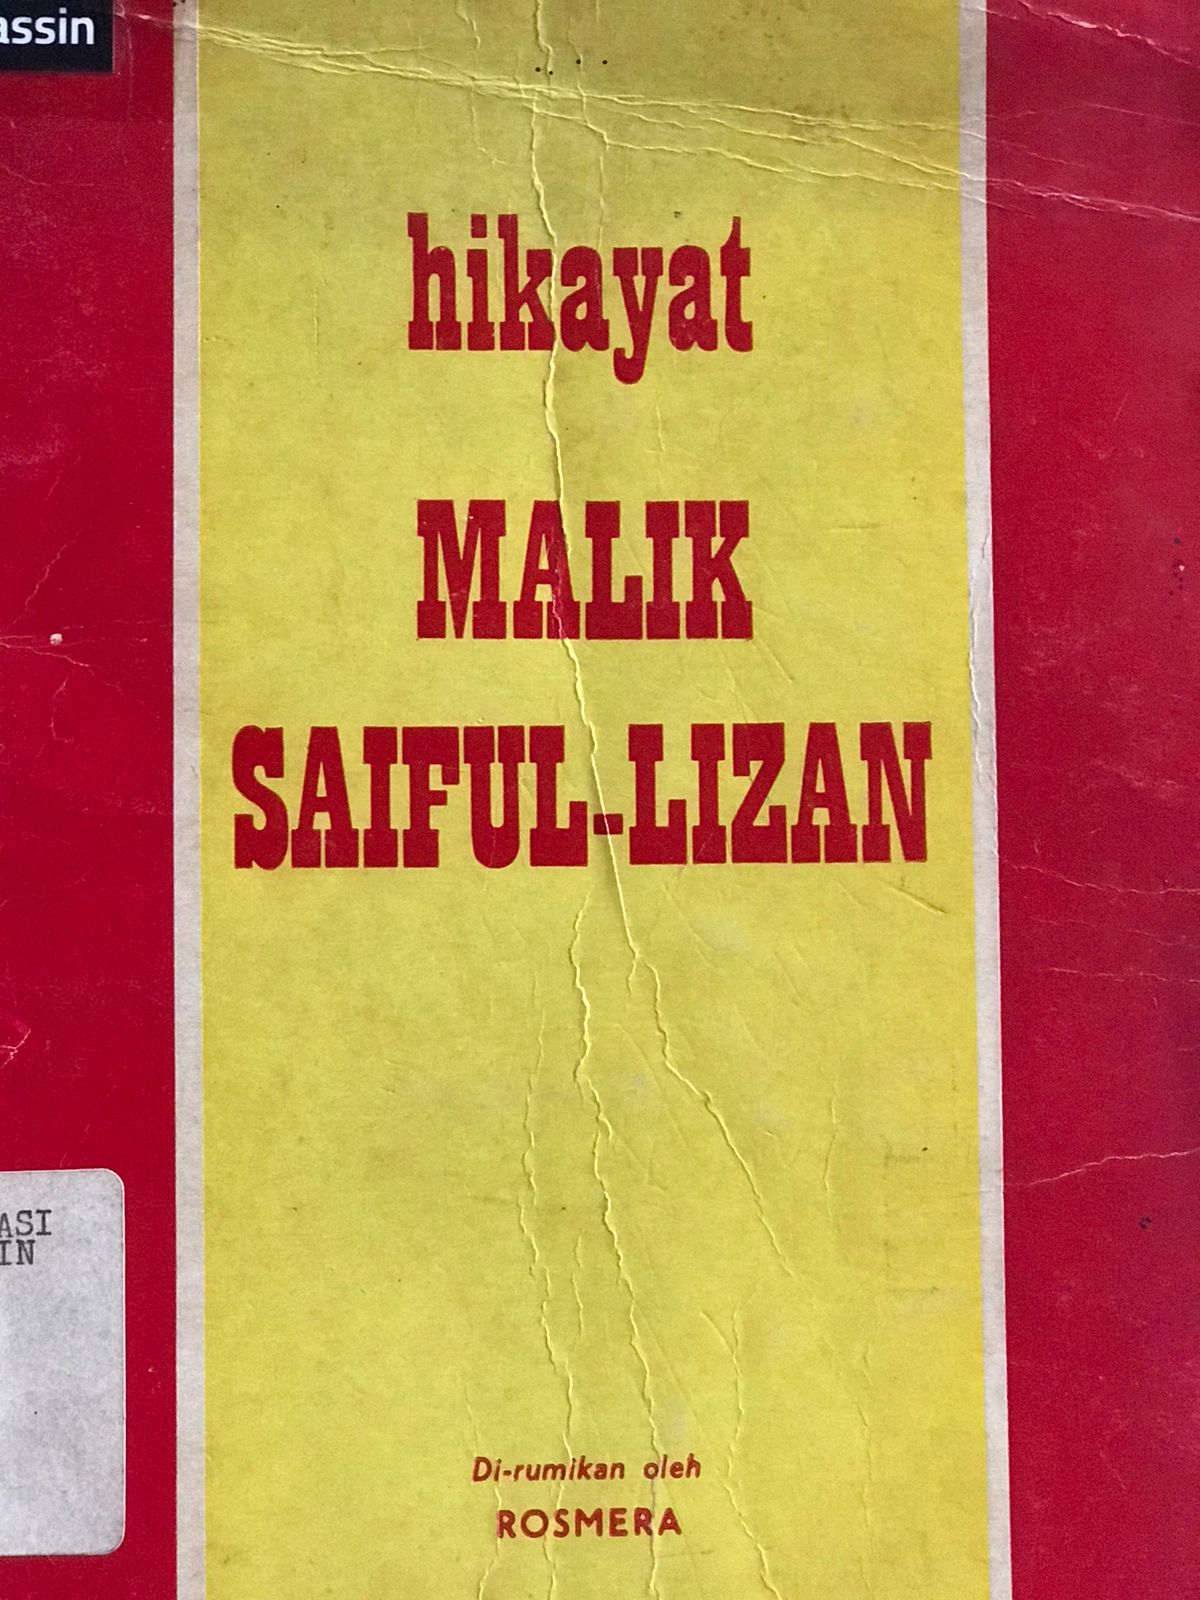 assin
hikayat
MALIK
SAIFUL-LIZAN
ASI
IN
Di-rumikan oleh
ROSMERA